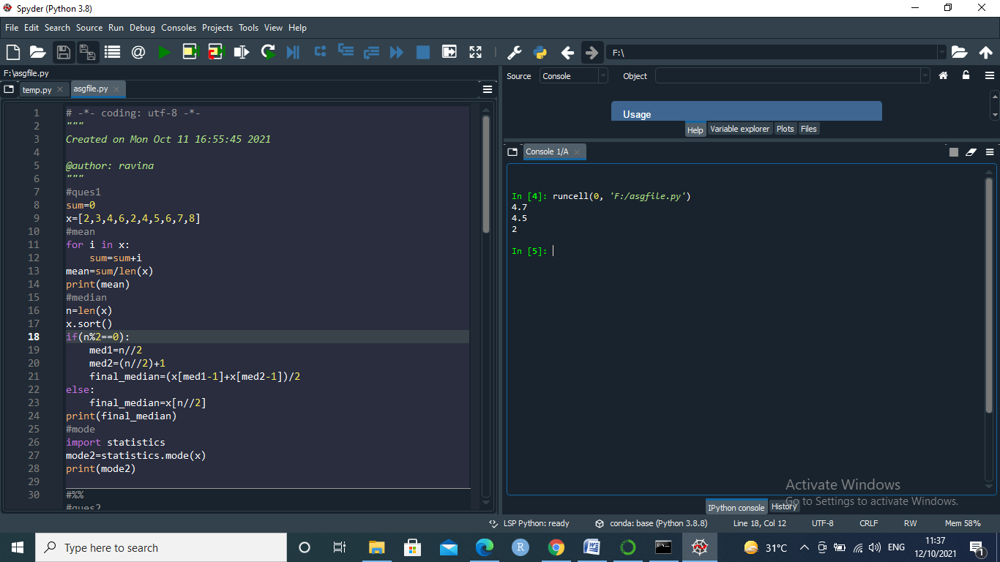 Spyder (Python 3.8)
File Edit Search Source Run Debug Consoles Projects Tools View Help
F:\
F:\asgfile.py
temp.py
asgfile.py
1 # -*- coding: utf-8 -*-
2 """
3 Created on Mon Oct 11 16:55:45 2021
4
5 @author: ravina
6 """
7 #ques1
8 sum=0
9 x=[2,3,4,6,2,4,5,6,7,8]
10 #mean
11 for i in x:
12     sum=sum+i
13 mean=sum/len(x)
14 print(mean)
15 #median
16 n=len(x)
17 x.sort()
18 if(n%2==0):
19     med1=n//2
20     med2=(n//2)+1
21     final_median=(x[med1-1]+x[med2-1])/2
22 else:
23     final_median=x[n//2]
24 print(final_median)
25 #mode
26 import statistics
27 mode2=statistics.mode(x)
28 print(mode2)
29
30 #%%
#ques2
Source Console Object
Usage
Help Variable explorer Plots Files
Console 1/A
In [4]: runcell(0, 'F:/asgfile.py')
4.7
4.5
2
In [5]:
Activate Windows
Go to Settings to activate Windows.
IPython console History
LSP Python: ready conda: base (Python 3.8.8) Line 18, Col 12 UTF-8 CRLF RW Mem 58%
Type here to search
R
W
31°C
ENG
11:37
12/10/2021
1